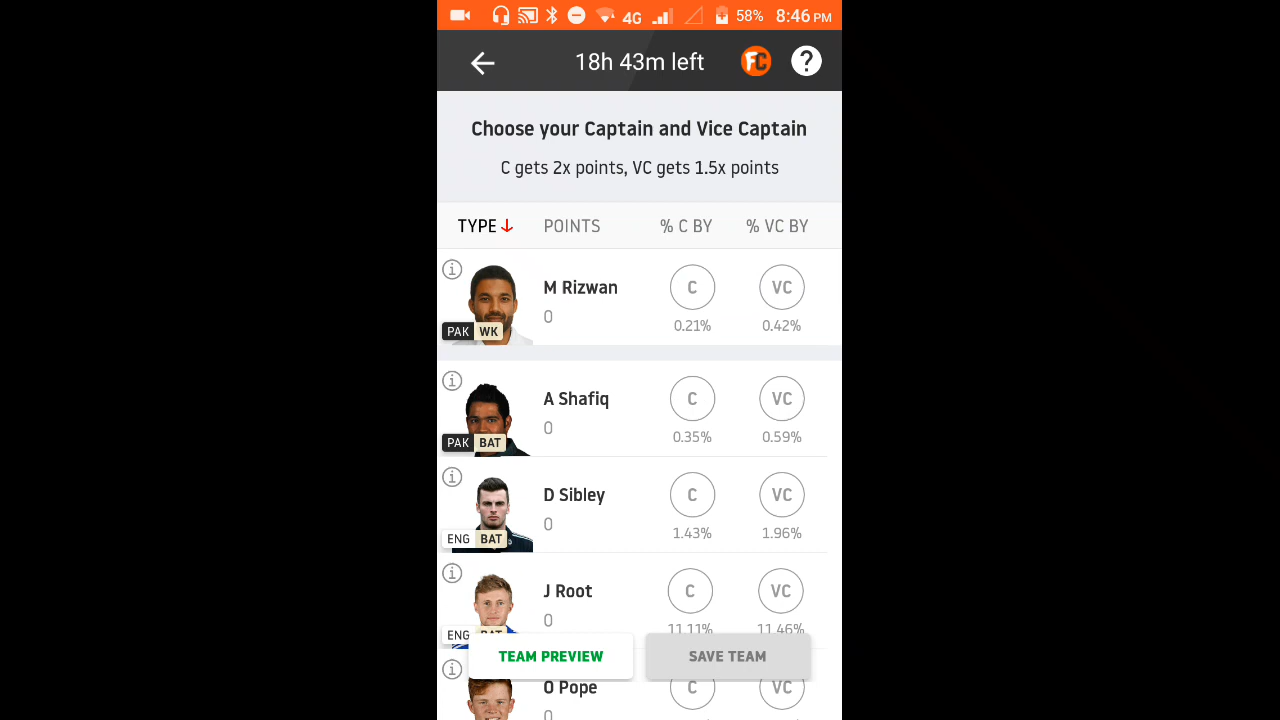 4G 58% 8:46 PM
18h 43m left FC ?
Choose your Captain and Vice Captain
C gets 2x points, VC gets 1.5x points
TYPE POINTS % C BY % VC BY
i
M Rizwan C VC
0
PAK WK 0.21% 0.42%
i
A Shafiq C VC
0
PAK BAT 0.35% 0.59%
i
D Sibley C VC
0
ENG BAT 1.43% 1.96%
i
J Root C VC
0
ENG BAT 11.11% 11.46%
TEAM PREVIEW SAVE TEAM
i
O Pope C VC
0